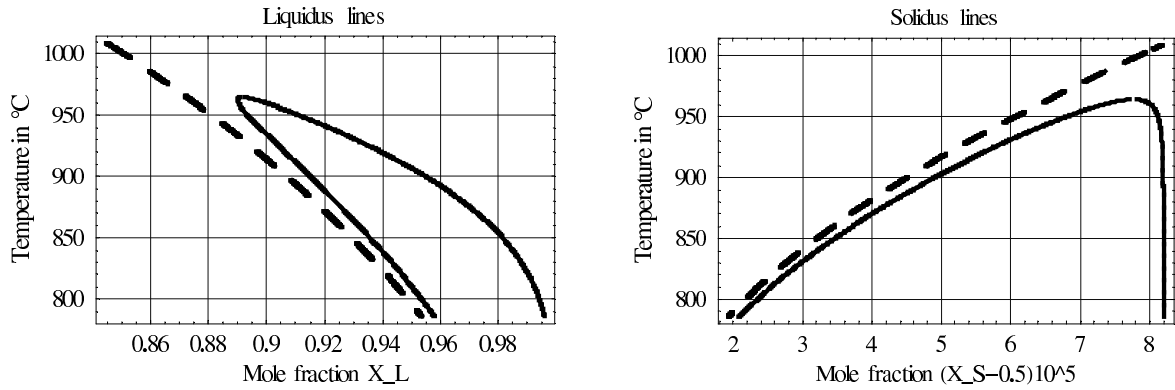 Liquidus lines
Temperature in °C
1000
950
900
850
800
0.86 0.88 0.9 0.92 0.94 0.96 0.98
Mole fraction X_L
Solidus lines
Temperature in °C
1000
950
900
850
800
2 3 4 5 6 7 8
Mole fraction (X_S−0.5)10^5